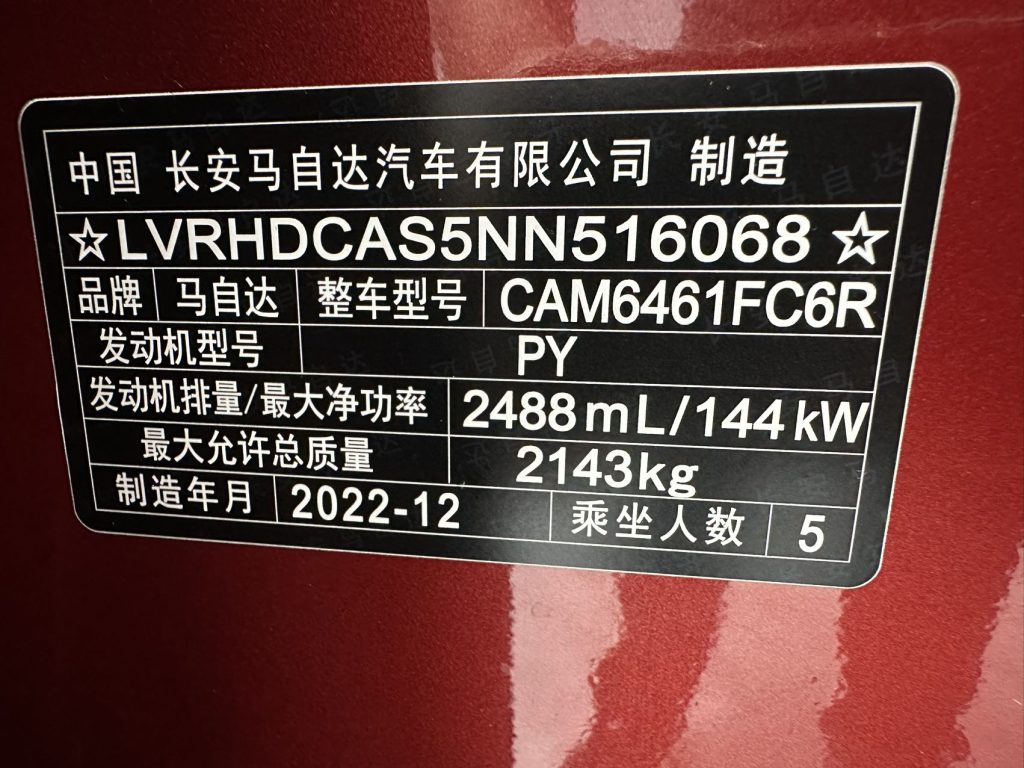 中国 长安马自达汽车有限公司 制造
☆LVRHDCAS5NN516068☆
品牌 马自达 整车型号 CAM6461FC6R
发动机型号 PY
发动机排量/最大净功率 2488mL/144kW
最大允许总质量 2143kg
制造年月 2022-12 乘坐人数 5